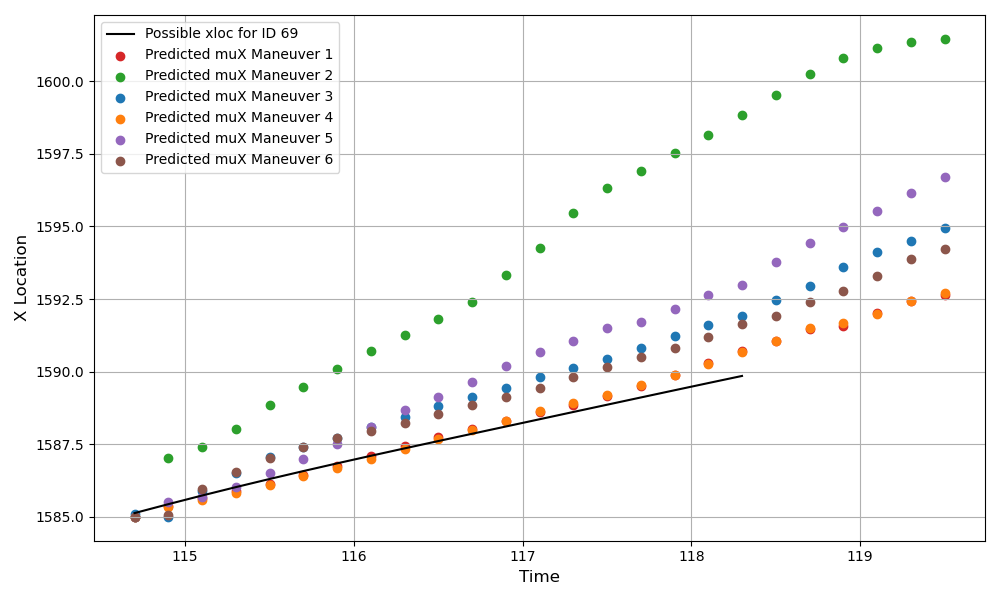 Possible xloc for ID 69
Predicted muX Maneuver 1
Predicted muX Maneuver 2
Predicted muX Maneuver 3
Predicted muX Maneuver 4
Predicted muX Maneuver 5
Predicted muX Maneuver 6
1600.0
1597.5
1595.0
1592.5
1590.0
1587.5
1585.0
X Location
115 116 117 118 119
Time